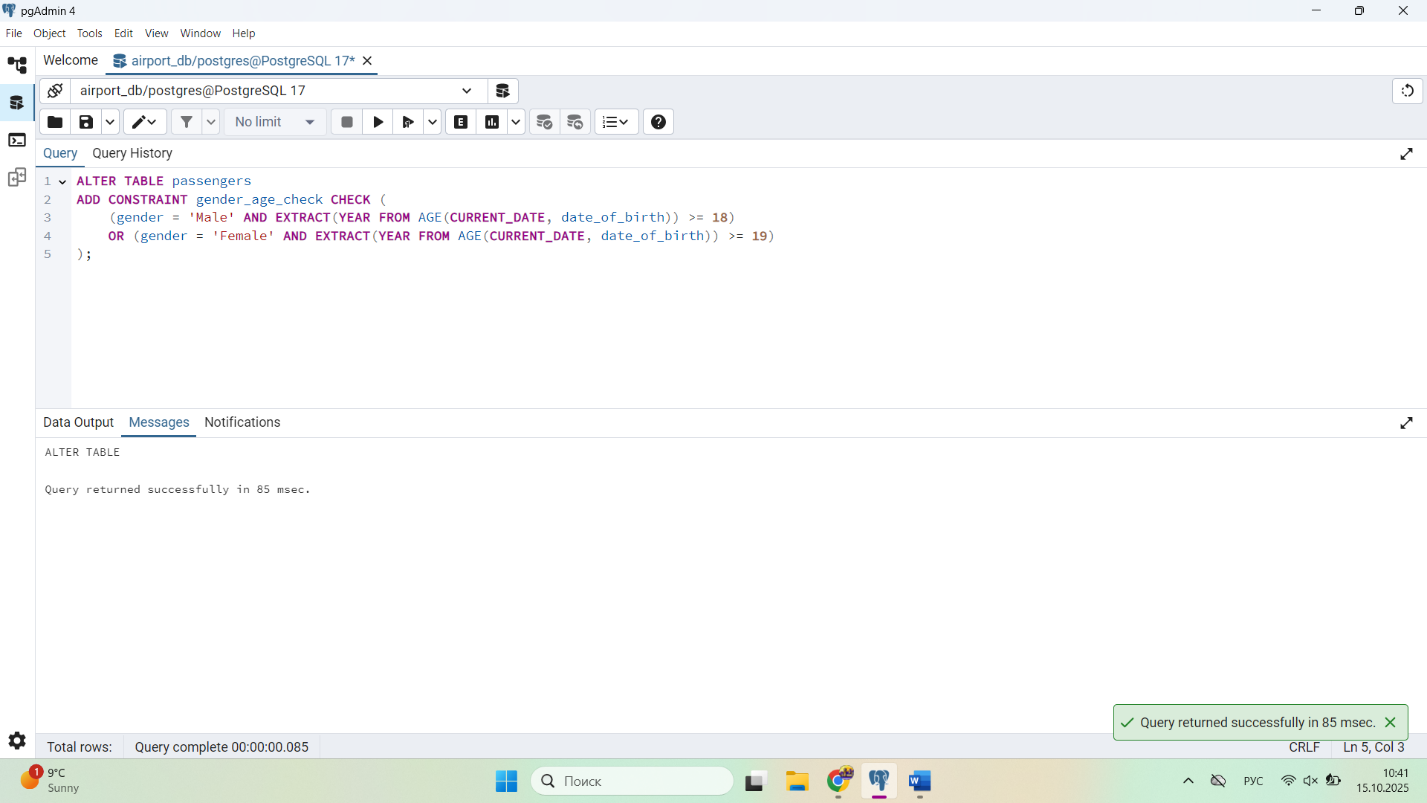 pgAdmin 4
File Object Tools Edit View Window Help
Welcome airport_db/postgres@PostgreSQL 17*
airport_db/postgres@PostgreSQL 17
No limit
E
Query Query History
1 ALTER TABLE passengers
2 ADD CONSTRAINT gender_age_check CHECK (
3 (gender = 'Male' AND EXTRACT(YEAR FROM AGE(CURRENT_DATE, date_of_birth)) >= 18)
4 OR (gender = 'Female' AND EXTRACT(YEAR FROM AGE(CURRENT_DATE, date_of_birth)) >= 19)
5 );
Data Output Messages Notifications
ALTER TABLE
Query returned successfully in 85 msec.
Query returned successfully in 85 msec.
Total rows: Query complete 00:00:00.085 CRLF Ln 5, Col 3
1 9°C
Sunny
Поиск
РУС
10:41
15.10.2025